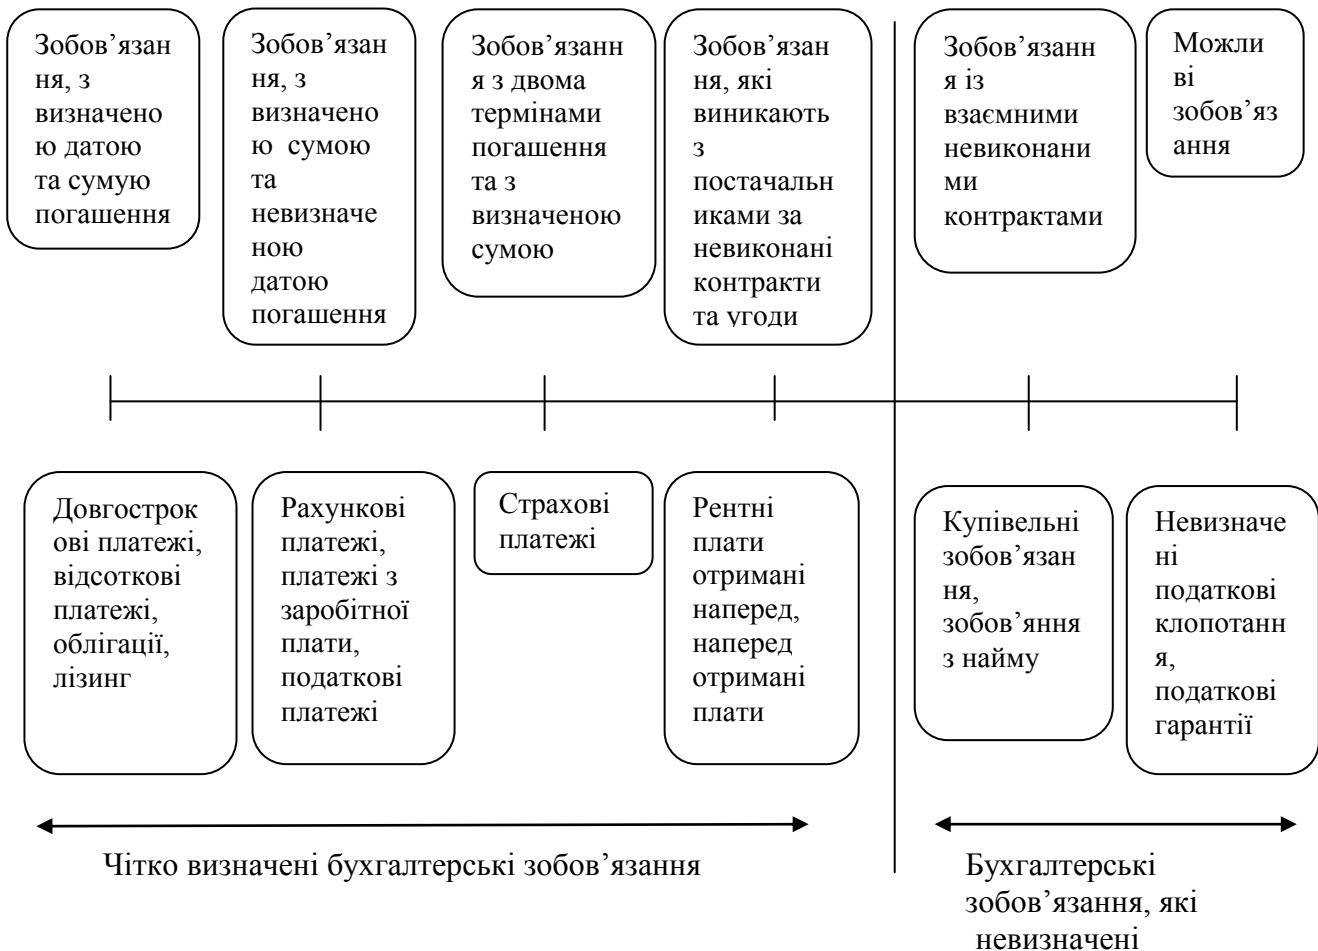 Зобов’язан
ня, з
визначено
ю датою
та сумую
погашення
Зобов’язан
ня, з
визначено
ю сумою
та
невизначе
ною
датою
погашення
Зобов’язанн
я з двома
термінами
погашення
та з
визначеною
сумою
Зобов’язан
ня, які
виникають
з
постачальн
иками за
невиконані
контракти
та угоди
Зобов’язанн
я із
взаємними
невиконани
ми
контрактами
Можли
ві
зобов’яз
ання
Довгострок
ові платежі,
відсоткові
платежі,
облігації,
лізинг
Рахункові
платежі,
платежі з
заробітної
плати,
податкові
платежі
Страхові
платежі
Рентні
плати
отримані
наперед,
наперед
отримані
плати
Купівельні
зобов’язан
ня,
зобов’яння
з найму
Невизначе
ні
податкові
клопотанн
я,
податкові
гарантії
Чітко визначені бухгалтерські зобов’язання
Бухгалтерські
зобов’язання, які
невизначені